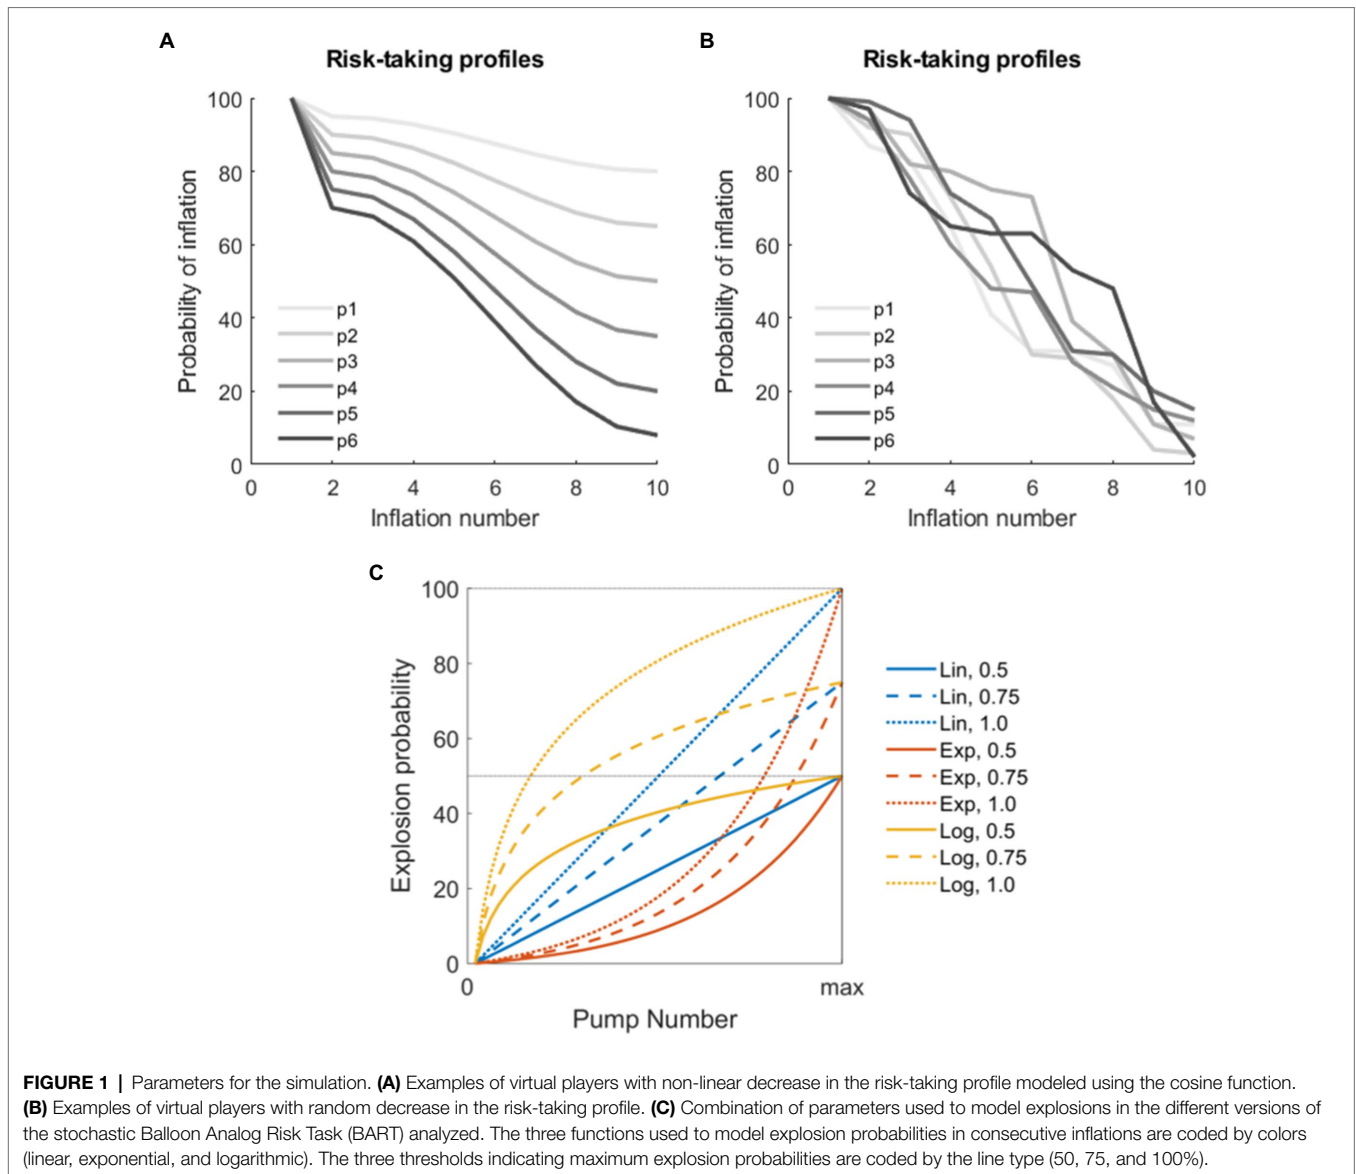 A
Risk-taking profiles
Probability of inflation
100
80
60
40
20
0
p1
p2
p3
p4
p5
p6
0 2 4 6 8 10
Inflation number
B
Risk-taking profiles
Probability of inflation
100
80
60
40
20
0
p1
p2
p3
p4
p5
p6
0 2 4 6 8 10
Inflation number
C
Explosion probability
100
80
60
40
20
0
0 max
Pump Number
Lin, 0.5
Lin, 0.75
Lin, 1.0
Exp, 0.5
Exp, 0.75
Exp, 1.0
Log, 0.5
Log, 0.75
Log, 1.0
FIGURE 1 | Parameters for the simulation. (A) Examples of virtual players with non-linear decrease in the risk-taking profile modeled using the cosine function.
(B) Examples of virtual players with random decrease in the risk-taking profile. (C) Combination of parameters used to model explosions in the different versions of
the stochastic Balloon Analog Risk Task (BART) analyzed. The three functions used to model explosion probabilities in consecutive inflations are coded by colors
(linear, exponential, and logarithmic). The three thresholds indicating maximum explosion probabilities are coded by the line type (50, 75, and 100%).